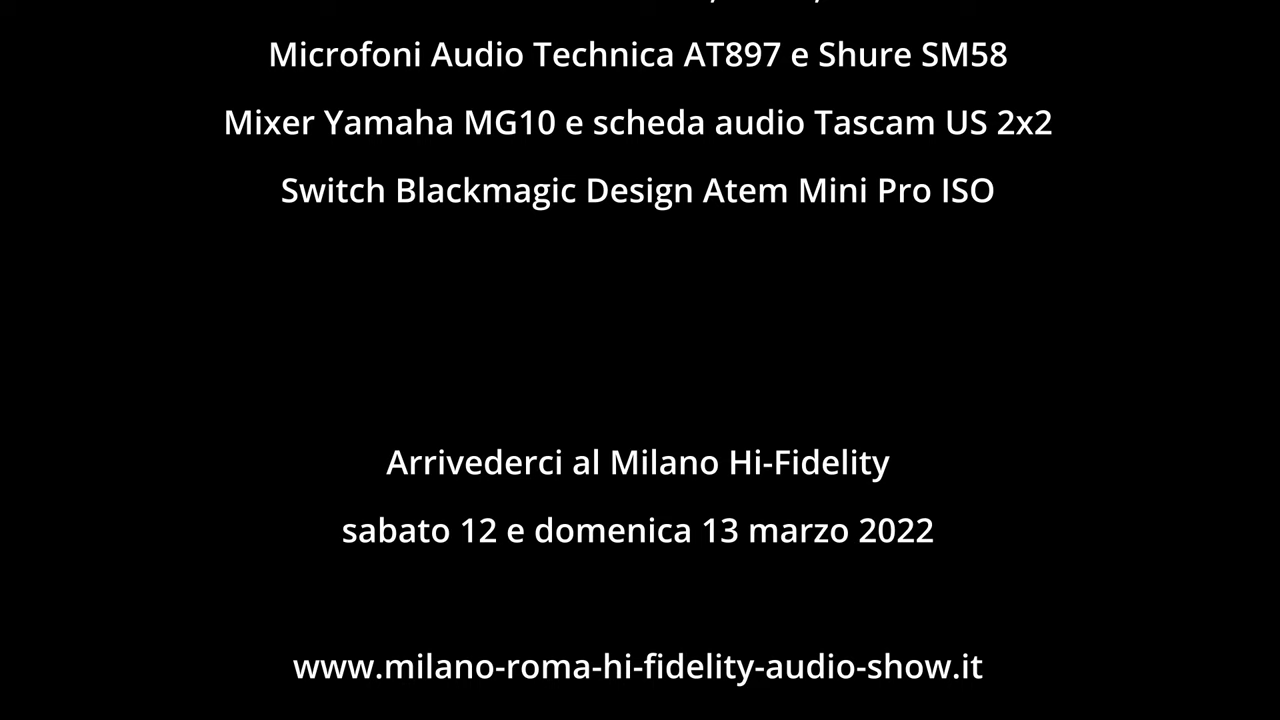 Microfoni Audio Technica AT897 e Shure SM58
Mixer Yamaha MG10 e scheda audio Tascam US 2x2
Switch Blackmagic Design Atem Mini Pro ISO
Arrivederci al Milano Hi-Fidelity
sabato 12 e domenica 13 marzo 2022
www.milano-roma-hi-fidelity-audio-show.it